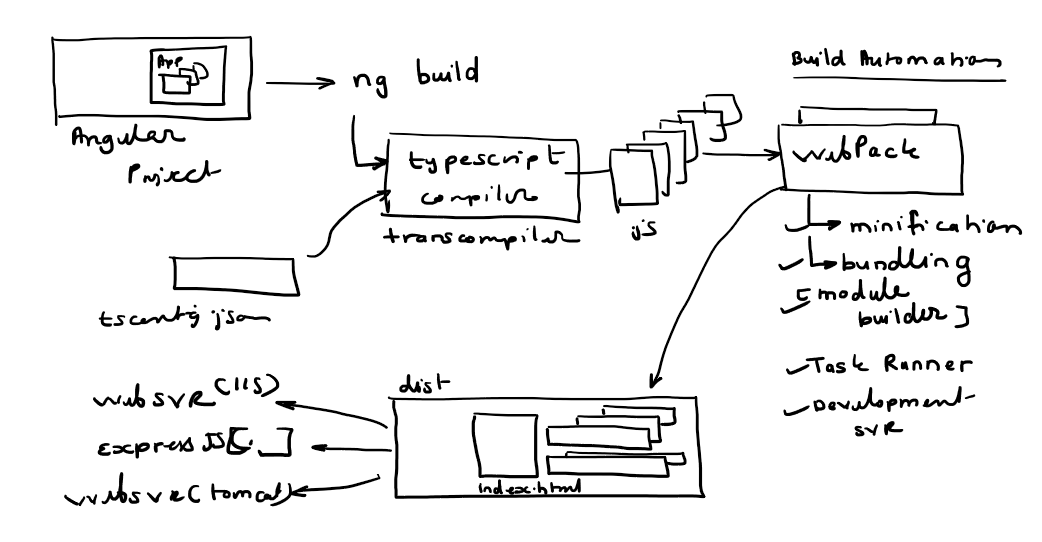 App
Angular
Project
ng build
typescript
compiler
transcompiler
tsconfig.json
js
Build Automation
webPack
minification
bundling
[module
builder]
Task Runner
Development
SVR
dist
index.html
webSVR (IIS)
express JS[. ]
websvr (tomcat)